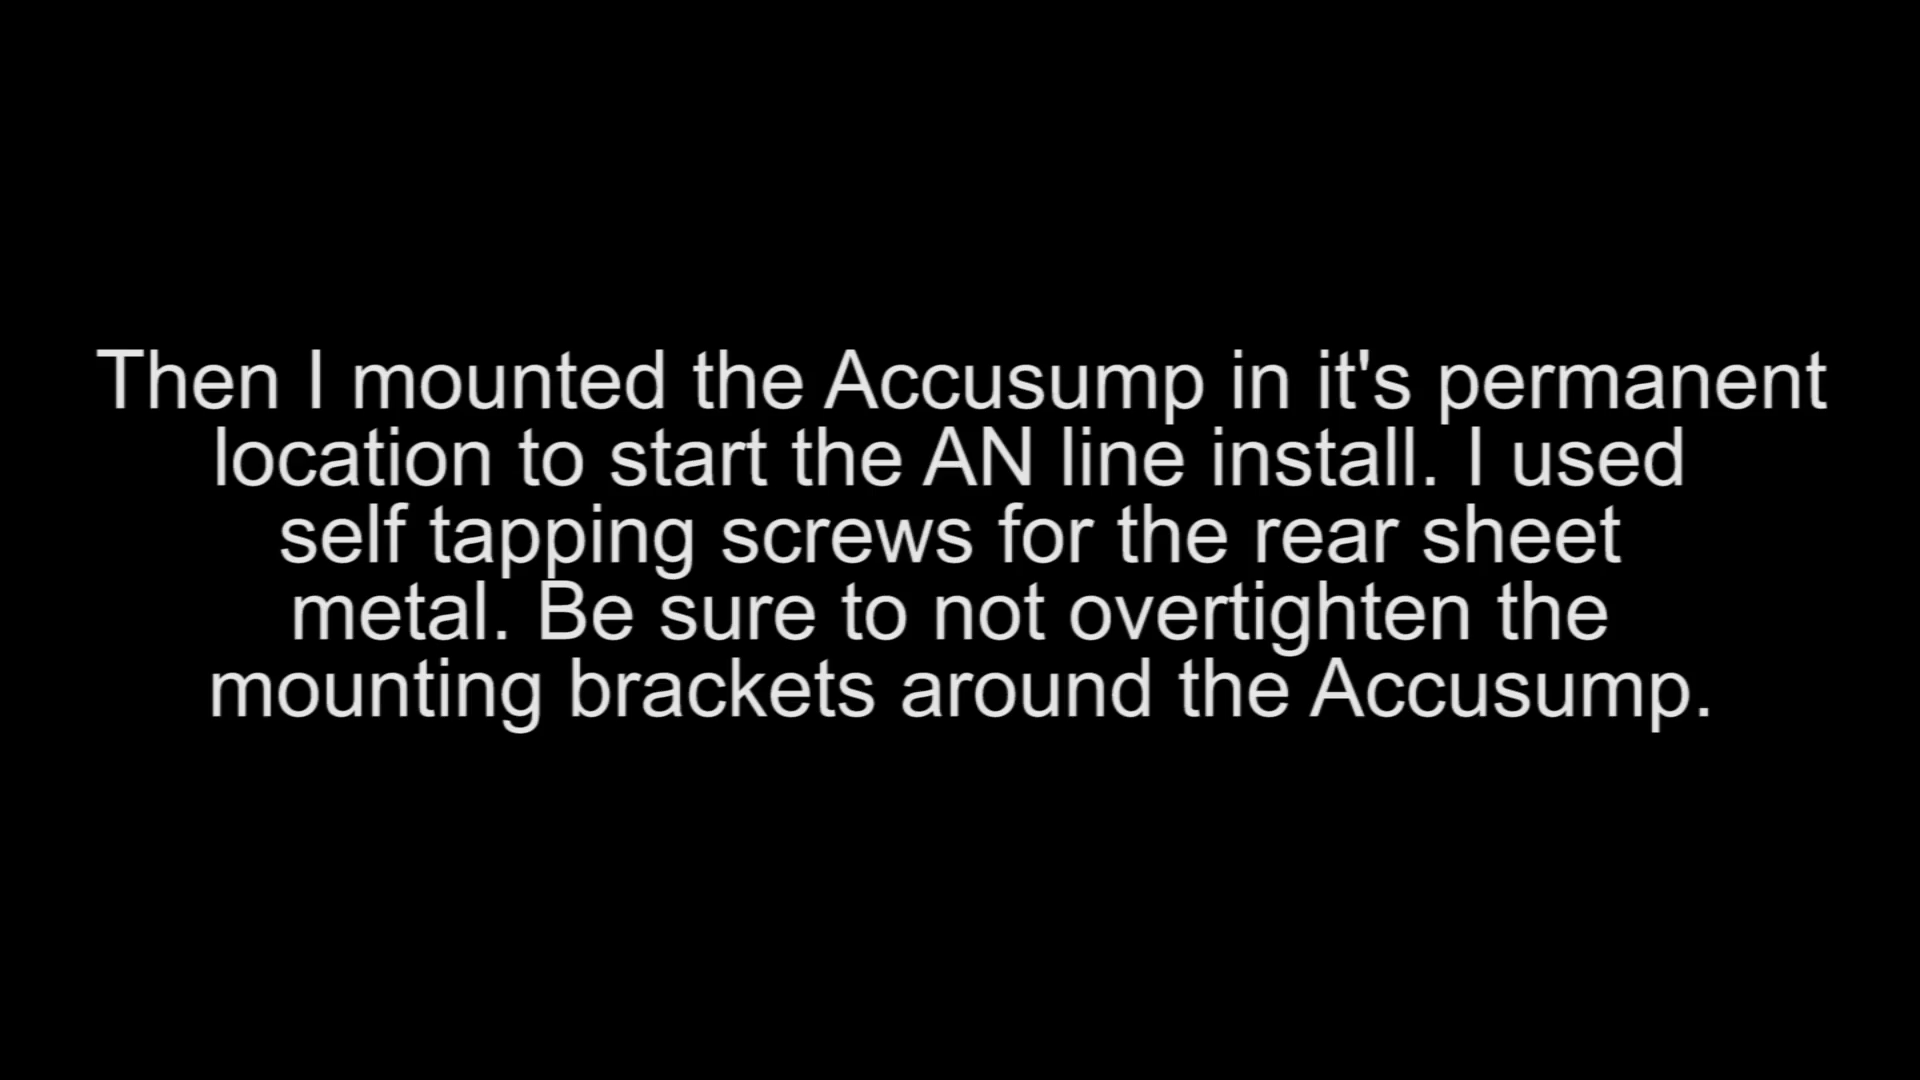 Then I mounted the Accusump in it's permanent
location to start the AN line install. I used
self tapping screws for the rear sheet
metal. Be sure to not overtighten the
mounting brackets around the Accusump.